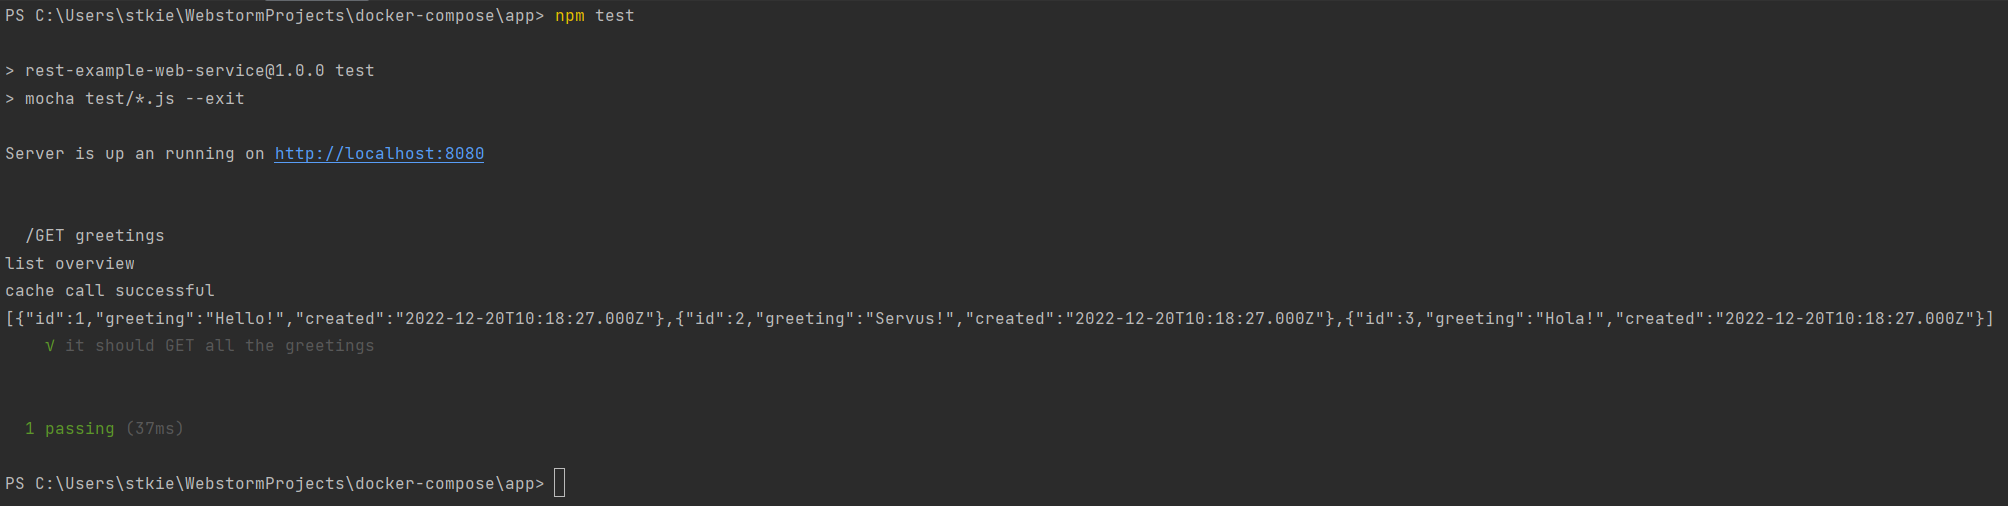 PS C:\Users\stkie\WebstormProjects\docker-compose\app> npm test
> rest-example-web-service@1.0.0 test
> mocha test/*.js --exit
Server is up an running on http://localhost:8080
/GET greetings
list overview
cache call successful
[{"id":1,"greeting":"Hello!","created":"2022-12-20T10:18:27.000Z"},{"id":2,"greeting":"Servus!","created":"2022-12-20T10:18:27.000Z"},{"id":3,"greeting":"Hola!","created":"2022-12-20T10:18:27.000Z"}]
√ it should GET all the greetings
1 passing (37ms)
PS C:\Users\stkie\WebstormProjects\docker-compose\app>